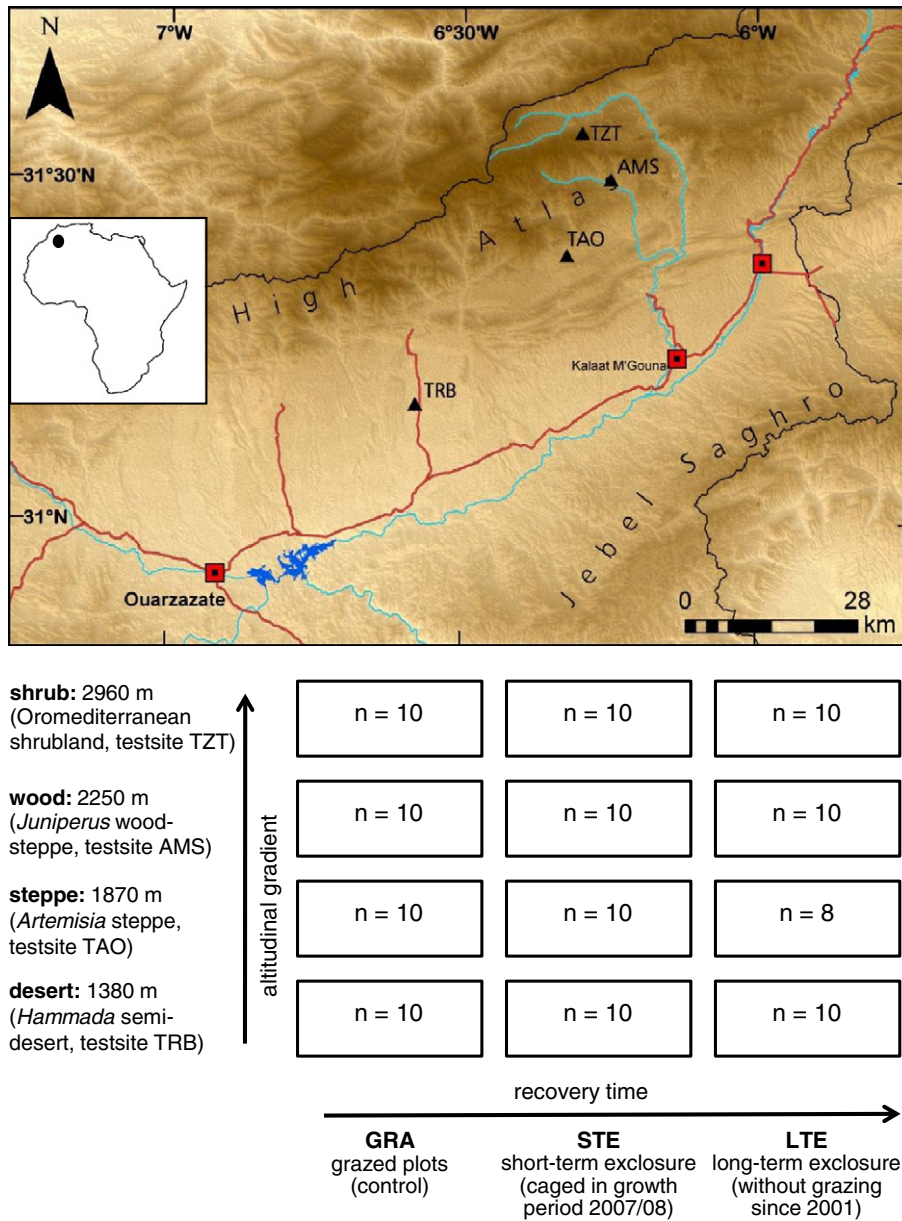 N
7°W
6°30'W
6°W
TZT
31°30'N
AMS
High Atlas
TAO
Kalaat M'Gouna
TRB
Jebel Saghro
31°N
Ouarzazate
0 28
km
shrub: 2960 m
(Oromediterranean
shrubland, testsite TZT)
n = 10 n = 10 n = 10
wood: 2250 m
(Juniperus wood-
steppe, testsite AMS)
n = 10 n = 10 n = 10
steppe: 1870 m
(Artemisia steppe,
testsite TAO)
n = 10 n = 10 n = 8
desert: 1380 m
(Hammada semi-
desert, testsite TRB)
n = 10 n = 10 n = 10
altitudinal gradient
recovery time
GRA
grazed plots
(control)
STE
short-term exclosure
(caged in growth
period 2007/08)
LTE
long-term exclosure
(without grazing
since 2001)